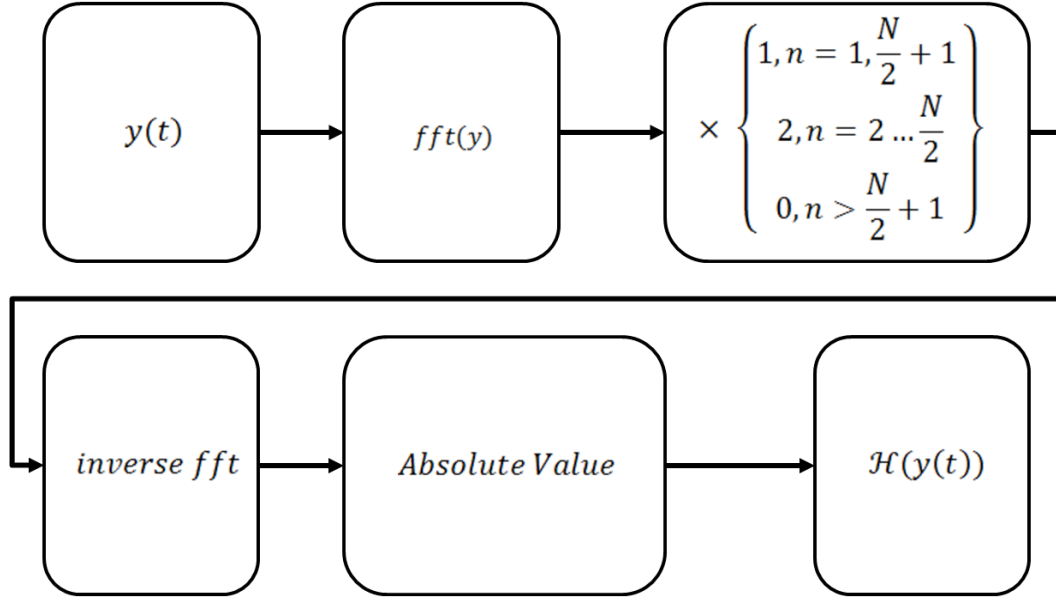 y(t)
fft(y)
× { 1, n = 1, N/2 + 1
2, n = 2 ... N/2
0, n > N/2 + 1 }
inverse fft
Absolute Value
ℋ(y(t))